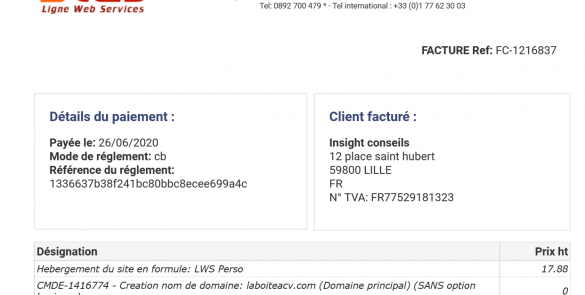 Ligne Web Services
Tel: 0892 700 479 * - Tel international : +33 (0)1 77 62 30 03
FACTURE Ref: FC-1216837
Détails du paiement :
Payée le: 26/06/2020
Mode de réglement: cb
Référence du réglement:
1336637b38f241bc80bbc8ecee699a4c
Client facturé :
Insight conseils
12 place saint hubert
59800 LILLE
FR
N° TVA: FR77529181323
Désignation Prix ht
Hebergement du site en formule: LWS Perso 17.88
CMDE-1416774 - Creation nom de domaine: laboiteacv.com (Domaine principal) (SANS option 0